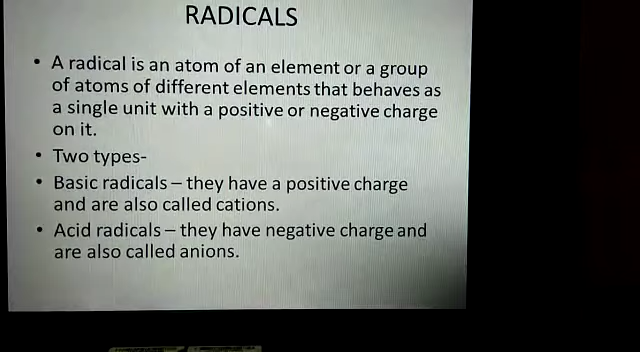 RADICALS
• A radical is an atom of an element or a group
of atoms of different elements that behaves as
a single unit with a positive or negative charge
on it.
• Two types-
• Basic radicals – they have a positive charge
and are also called cations.
• Acid radicals – they have negative charge and
are also called anions.